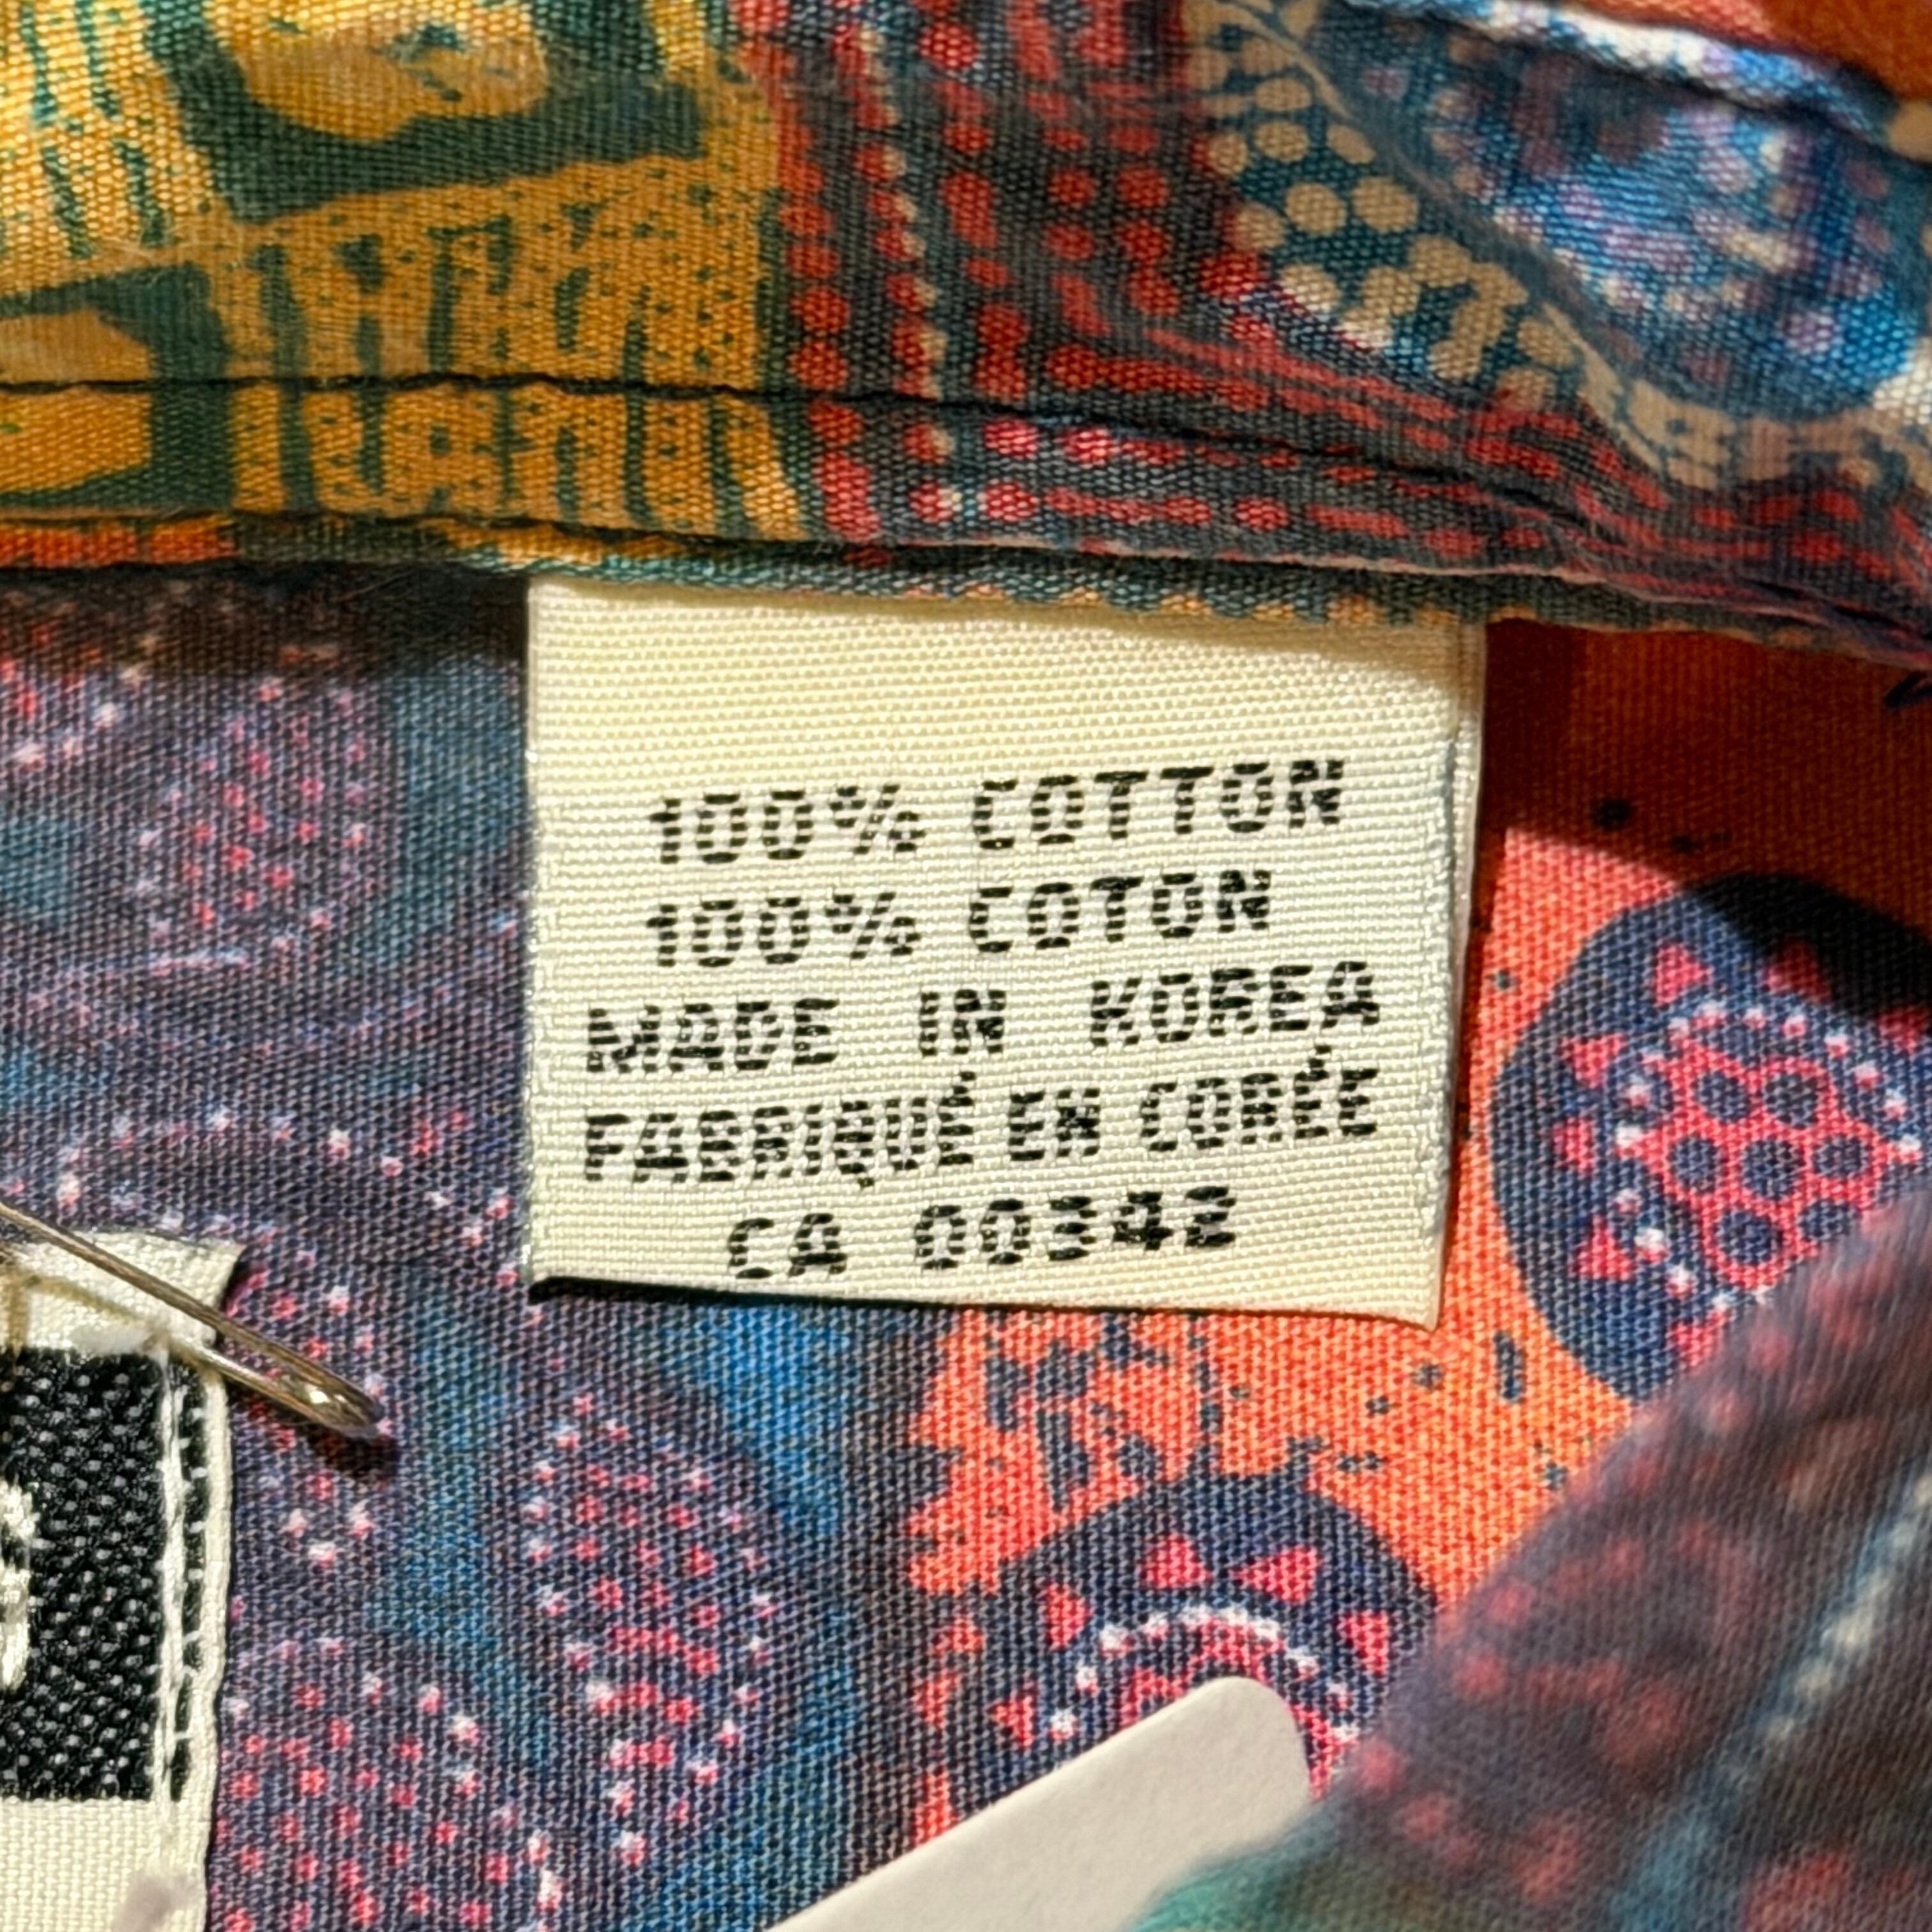 100% COTTON
100% COTON
MADE IN KOREA
FABRIQUÉ EN CORÉE
CA 00342